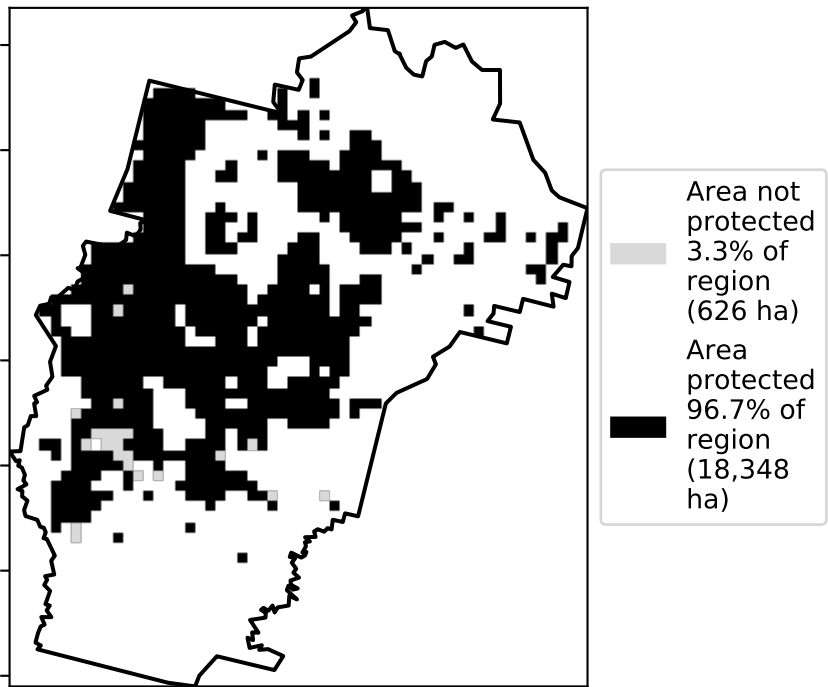 Area not
protected
3.3% of
region
(626 ha)
Area
protected
96.7% of
region
(18,348
ha)